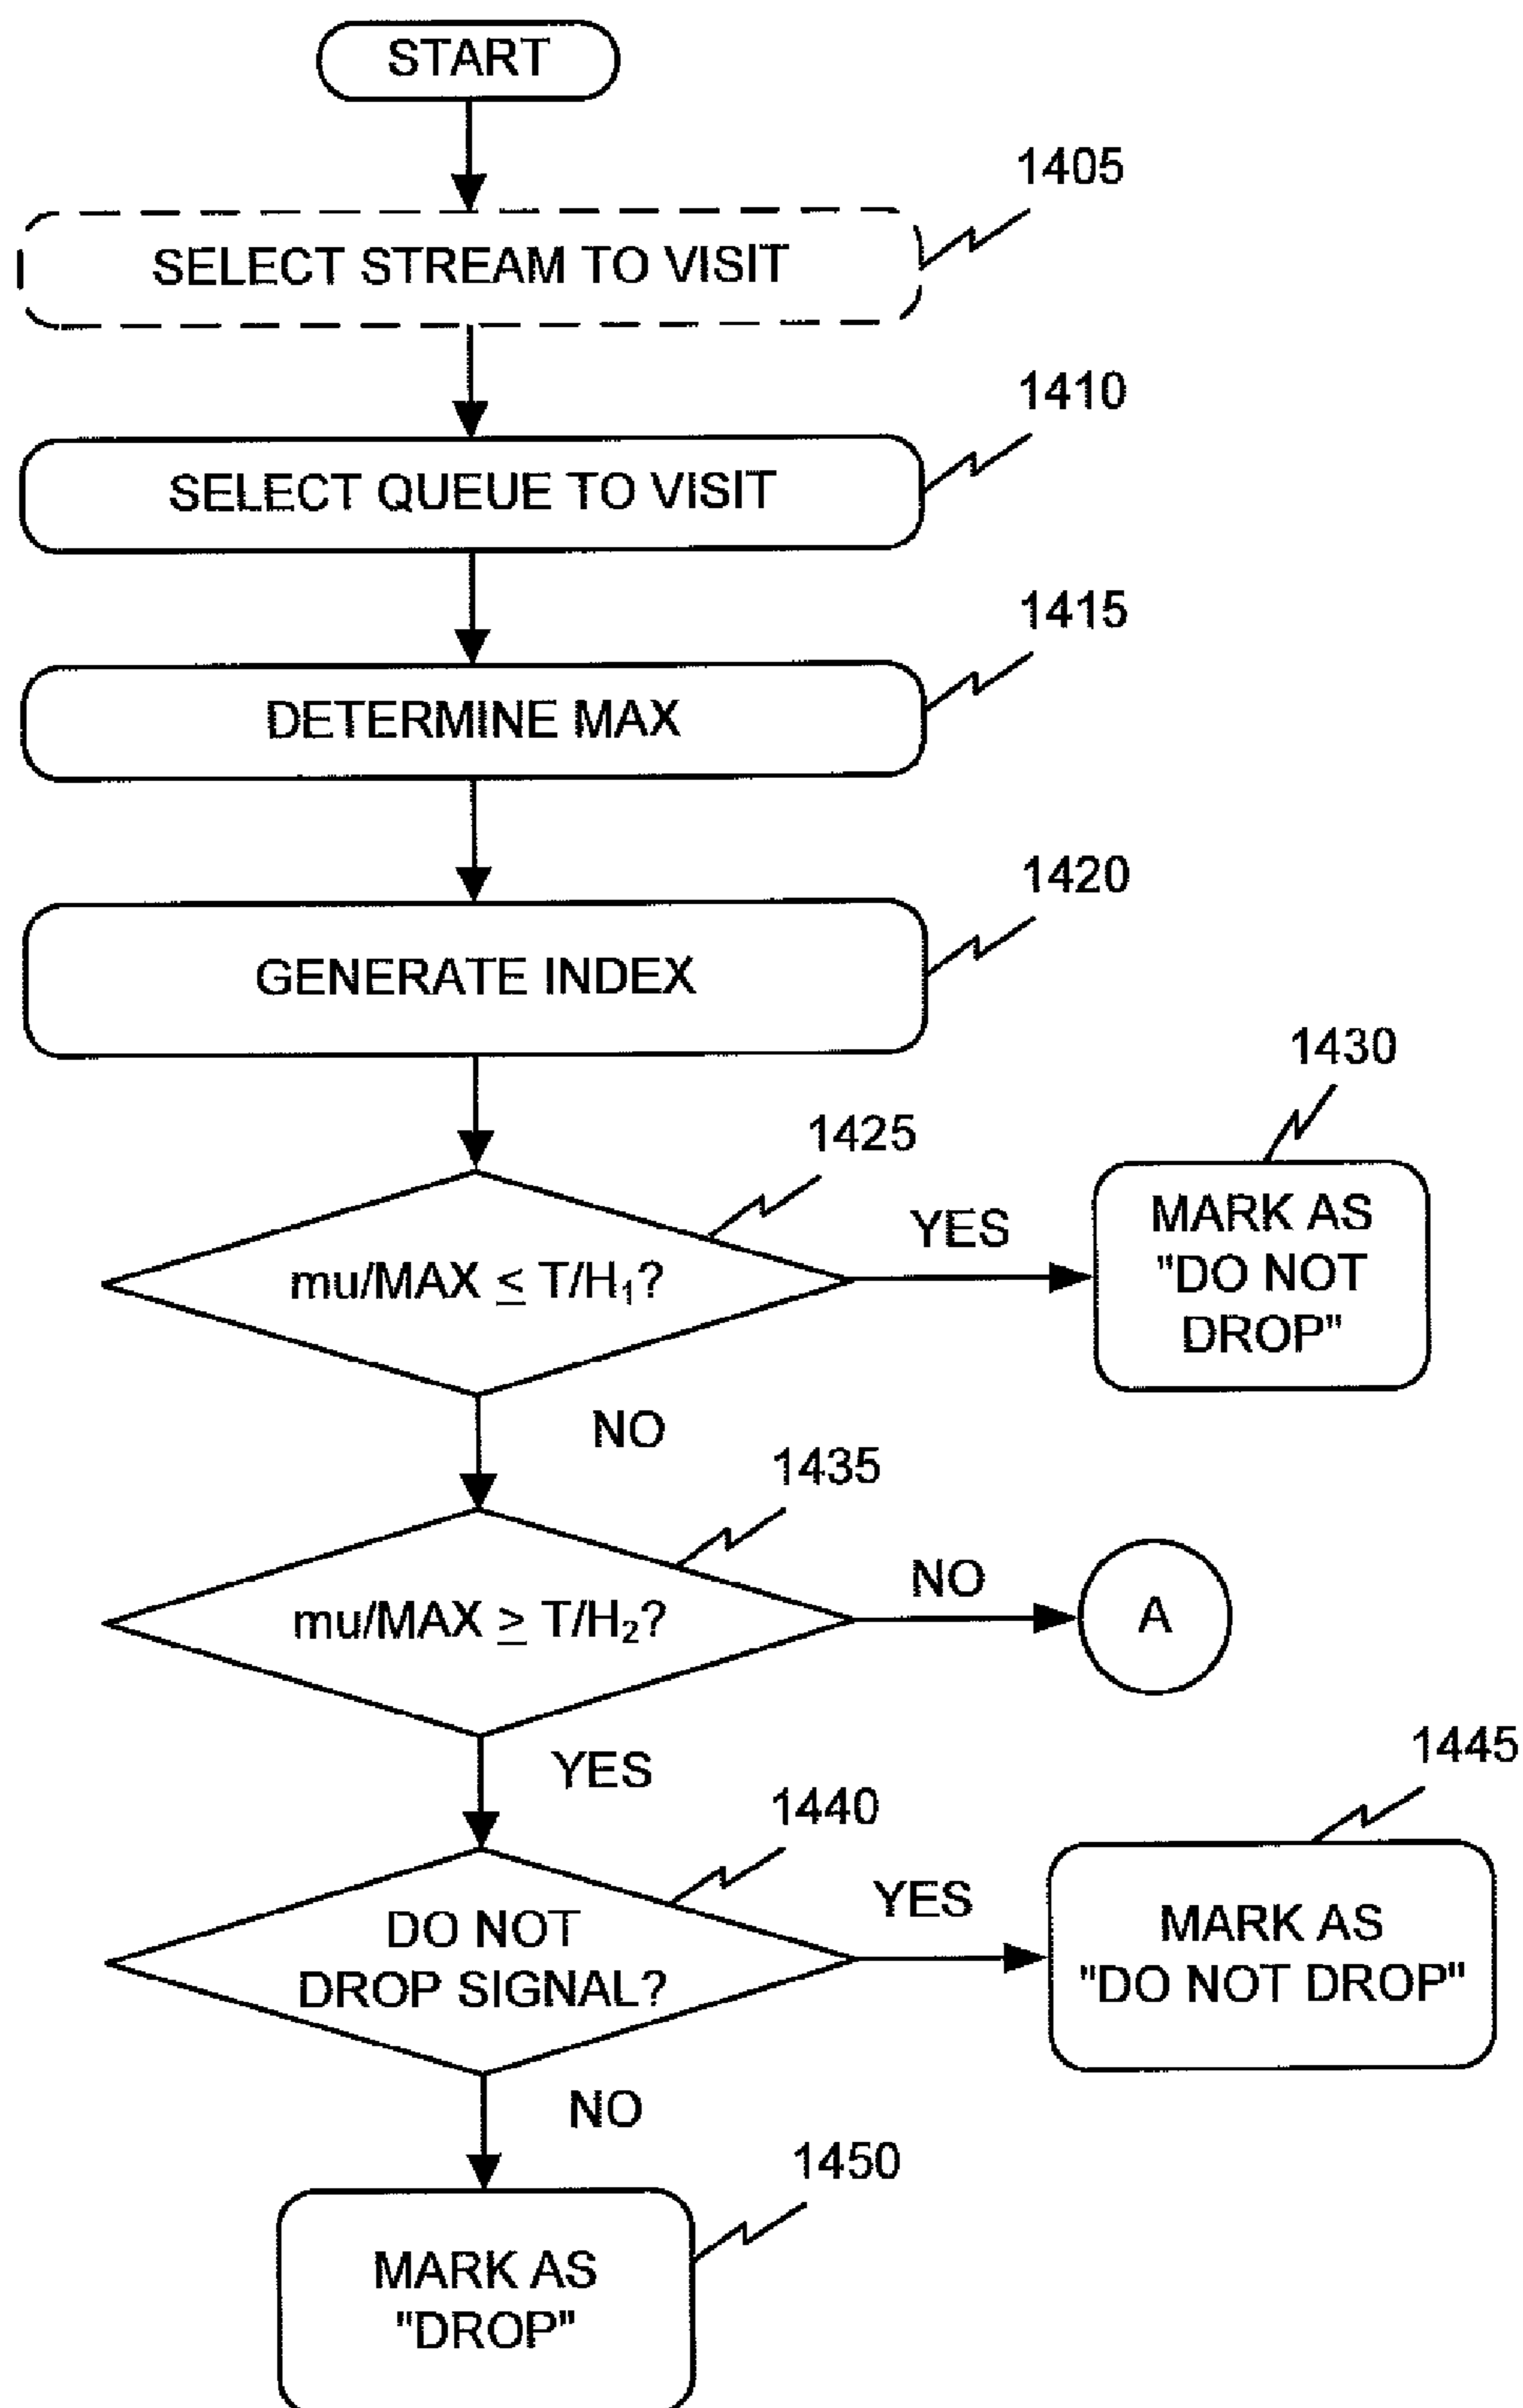 START
1405
SELECT STREAM TO VISIT
1410
SELECT QUEUE TO VISIT
1415
DETERMINE MAX
1420
GENERATE INDEX
1430
1425
MARK AS
"DO NOT
DROP"
YES
mu/MAX ≤ T/H₁?
NO
1435
NO
mu/MAX ≥ T/H₂?
A
YES
1445
1440
YES
MARK AS
"DO NOT DROP"
DO NOT
DROP SIGNAL?
NO
1450
MARK AS
"DROP"